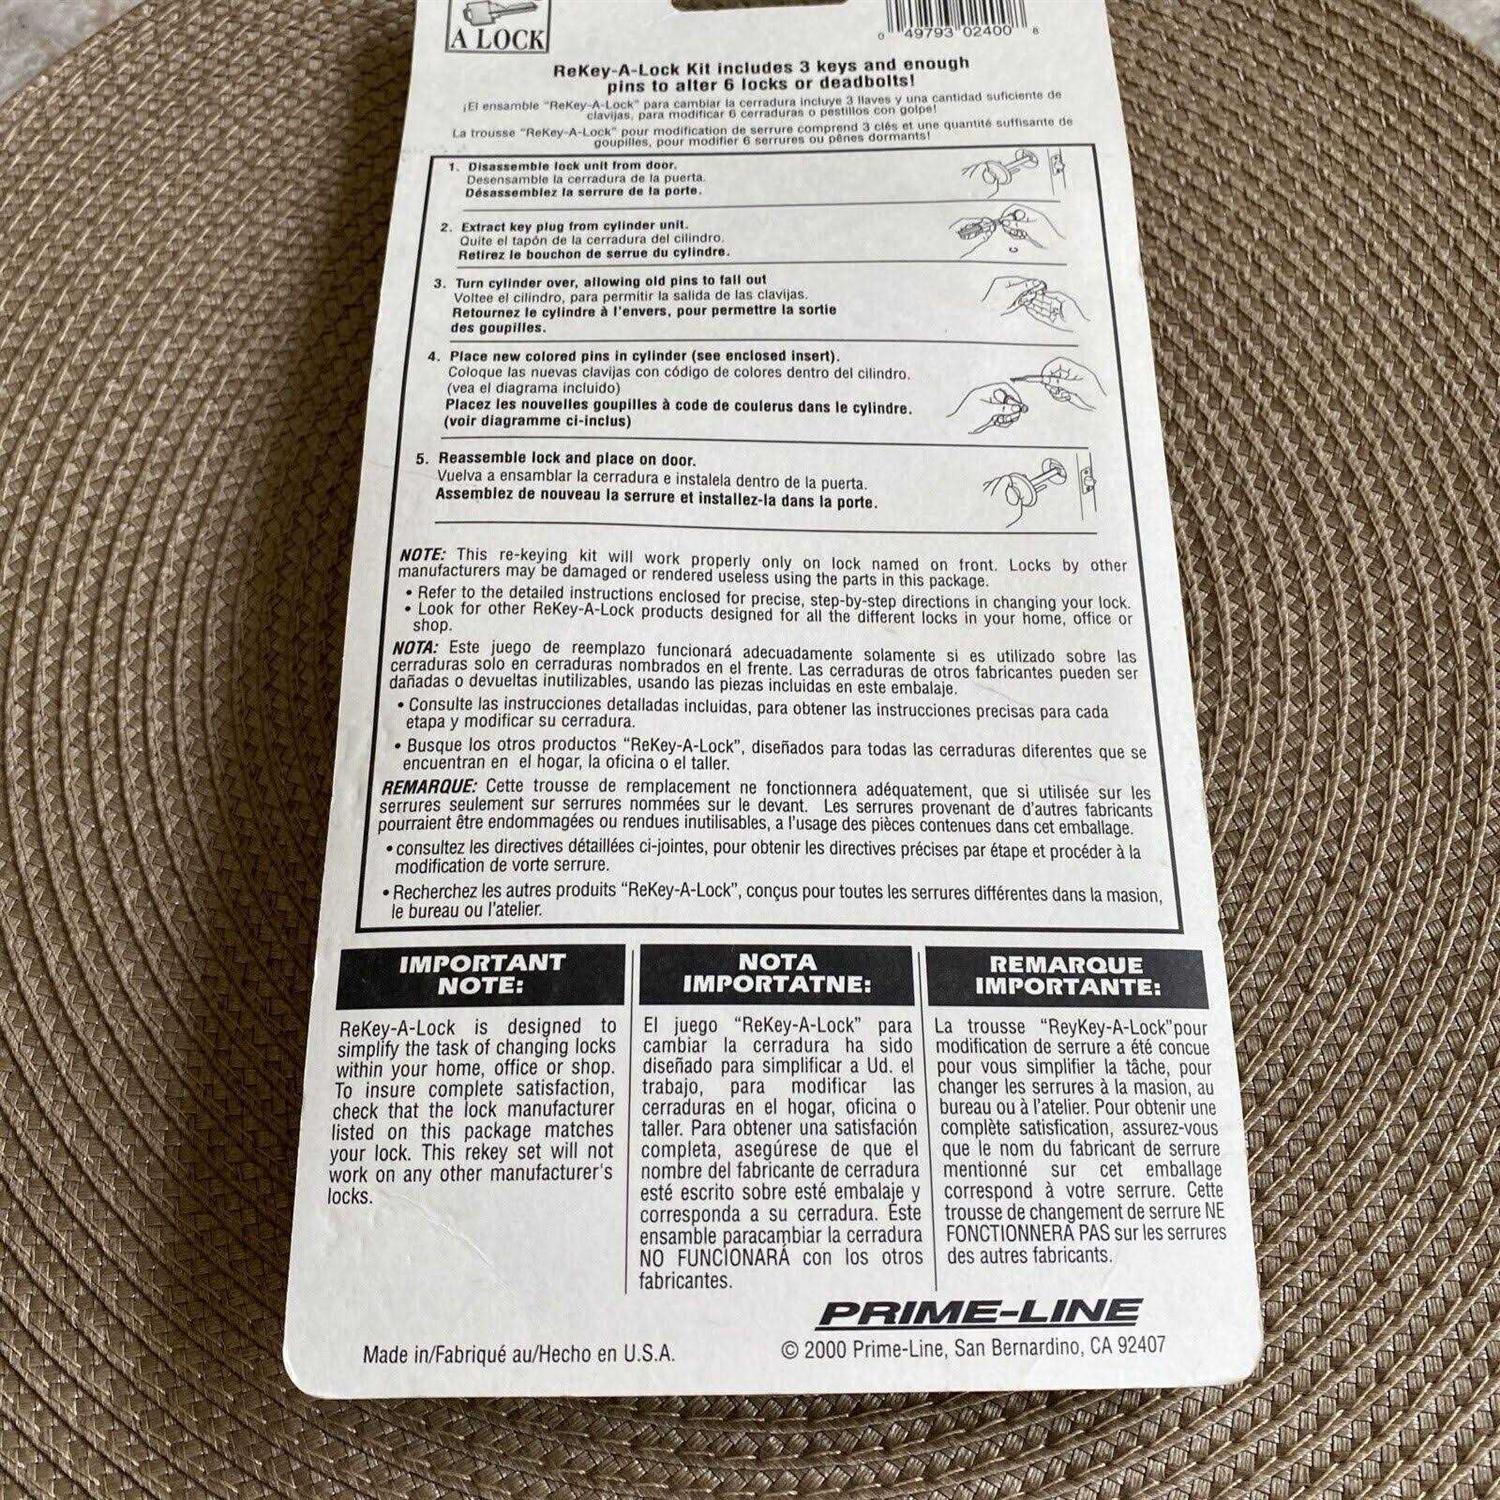 A LOCK
0 49793 02400 8
ReKey-A-Lock Kit includes 3 keys and enough
pins to alter 6 locks or deadbolts!
¡El ensamble "ReKey-A-Lock" para cambiar la cerradura incluye 3 llaves y una cantidad suficiente de
clavijas, para modificar 6 cerraduras o pestillos con golpe!
La trousse "ReKey-A-Lock" pour modification de serrure comprend 3 clés et une quantité suffisante de
goupilles, pour modifier 6 serrures ou pênes dormants!
1. Disassemble lock unit from door.
Desensamble la cerradura de la puerta.
Désassemblez la serrure de la porte.
2. Extract key plug from cylinder unit.
Quite el tapón de la cerradura del cilindro.
Retirez le bouchon de serrue du cylindre.
3. Turn cylinder over, allowing old pins to fall out
Voltee el cilindro, para permitir la salida de las clavijas.
Retournez le cylindre à l'envers, pour permettre la sortie
des goupilles.
4. Place new colored pins in cylinder (see enclosed insert).
Coloque las nuevas clavijas con código de colores dentro del cilindro.
(vea el diagrama incluido)
Placez les nouvelles goupilles à code de coulerus dans le cylindre.
(voir diagramme ci-inclus)
5. Reassemble lock and place on door.
Vuelva a ensamblar la cerradura e instalela dentro de la puerta.
Assemblez de nouveau la serrure et installez-la dans la porte.
NOTE: This re-keying kit will work properly only on lock named on front. Locks by other
manufacturers may be damaged or rendered useless using the parts in this package.
• Refer to the detailed instructions enclosed for precise, step-by-step directions in changing your lock.
• Look for other ReKey-A-Lock products designed for all the different locks in your home, office or
shop.
NOTA: Este juego de reemplazo funcionará adecuadamente solamente si es utilizado sobre las
cerraduras solo en cerraduras nombrados en el frente. Las cerraduras de otros fabricantes pueden ser
dañadas o devueltas inutilizables, usando las piezas incluidas en este embalaje.
• Consulte las instrucciones detalladas incluidas, para obtener las instrucciones precisas para cada
etapa y modificar su cerradura.
• Busque los otros productos "ReKey-A-Lock", diseñados para todas las cerraduras diferentes que se
encuentran en el hogar, la oficina o el taller.
REMARQUE: Cette trousse de remplacement ne fonctionnera adéquatement, que si utilisée sur les
serrures seulement sur serrures nommées sur le devant. Les serrures provenant de d'autres fabricants
pourraient être endommagées ou rendues inutilisables, a l'usage des pièces contenues dans cet emballage.
• consultez les directives détaillées ci-jointes, pour obtenir les directives précises par étape et procéder à la
modification de vorte serrure.
• Recherchez les autres produits "ReKey-A-Lock", conçus pour toutes les serrures différentes dans la masion,
le bureau ou l'atelier.
IMPORTANT
NOTE:
ReKey-A-Lock is designed to
simplify the task of changing locks
within your home, office or shop.
To insure complete satisfaction,
check that the lock manufacturer
listed on this package matches
your lock. This rekey set will not
work on any other manufacturer's
locks.
NOTA
IMPORTATNE:
El juego "ReKey-A-Lock" para
cambiar la cerradura ha sido
diseñado para simplificar a Ud. el
trabajo, para modificar las
cerraduras en el hogar, oficina o
taller. Para obtener una satisfación
completa, asegúrese de que el
nombre del fabricante de cerradura
esté escrito sobre esté embalaje y
corresponda a su cerradura. Este
ensamble paracambiar la cerradura
NO FUNCIONARÁ con los otros
fabricantes.
REMARQUE
IMPORTANTE:
La trousse "ReyKey-A-Lock"pour
modification de serrure a été concue
pour vous simplifier la tâche, pour
changer les serrures à la masion, au
bureau ou à l'atelier. Pour obtenir une
complète satisfication, assurez-vous
que le nom du fabricant de serrure
mentionné sur cet emballage
correspond à votre serrure. Cette
trousse de changement de serrure NE
FONCTIONNERA PAS sur les serrures
des autres fabricants.
PRIME-LINE
Made in/Fabriqué au/Hecho en U.S.A.
© 2000 Prime-Line, San Bernardino, CA 92407